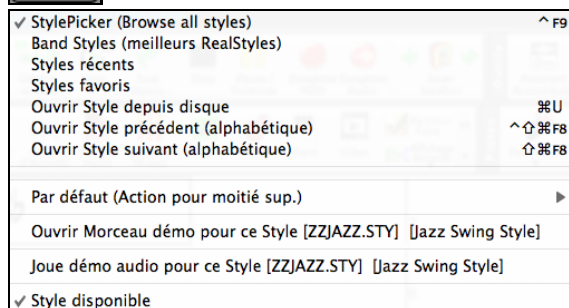 ✓ StylePicker (Browse all styles) ^ F9
Band Styles (meilleurs RealStyles)
Styles récents
Styles favoris
Ouvrir Style depuis disque ⌘U
Ouvrir Style précédent (alphabétique) ^⇧⌘F8
Ouvrir Style suivant (alphabétique) ⇧⌘F8
Par défaut (Action pour moitié sup.) ▶
Ouvrir Morceau démo pour ce Style [ZZJAZZ.STY] [Jazz Swing Style]
Joue démo audio pour ce Style [ZZJAZZ.STY] [Jazz Swing Style]
✓ Style disponible